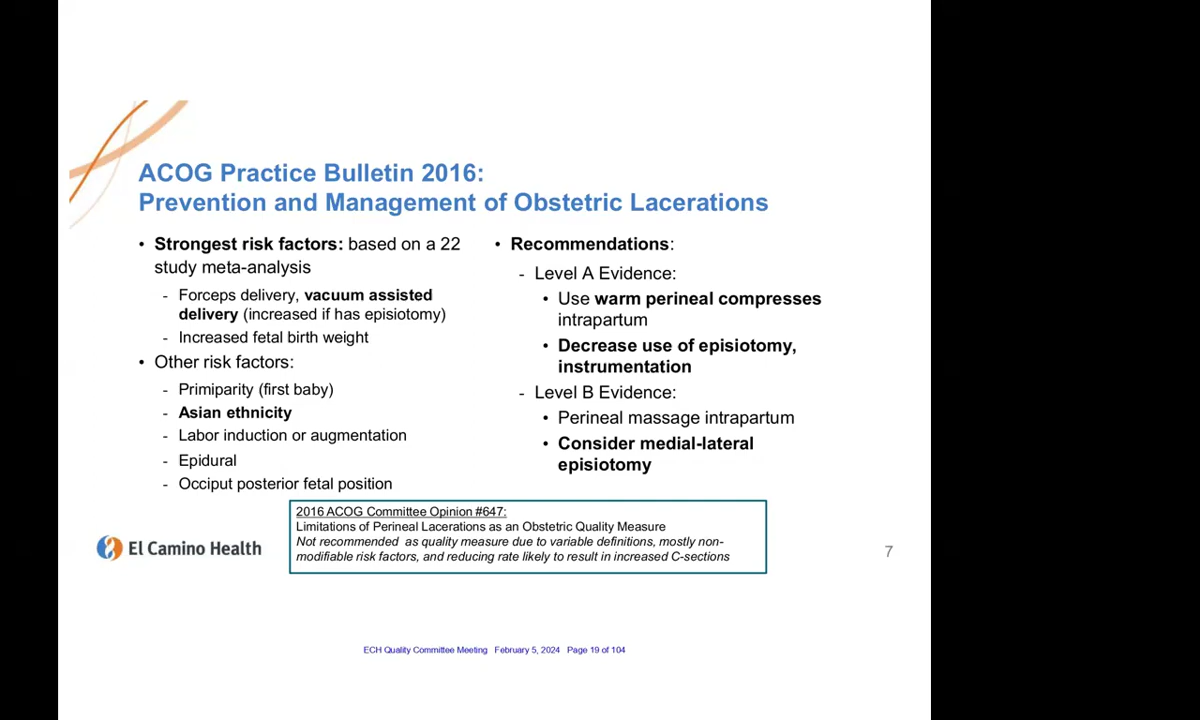 ACOG Practice Bulletin 2016:
Prevention and Management of Obstetric Lacerations
• Strongest risk factors: based on a 22
study meta-analysis
- Forceps delivery, vacuum assisted
delivery (increased if has episiotomy)
- Increased fetal birth weight
• Other risk factors:
- Primiparity (first baby)
- Asian ethnicity
- Labor induction or augmentation
- Epidural
- Occiput posterior fetal position
• Recommendations:
- Level A Evidence:
• Use warm perineal compresses
intrapartum
• Decrease use of episiotomy,
instrumentation
- Level B Evidence:
• Perineal massage intrapartum
• Consider medial-lateral
episiotomy
2016 ACOG Committee Opinion #647:
Limitations of Perineal Lacerations as an Obstetric Quality Measure
Not recommended as quality measure due to variable definitions, mostly non-
modifiable risk factors, and reducing rate likely to result in increased C-sections
El Camino Health
7
ECH Quality Committee Meeting February 5, 2024 Page 19 of 104